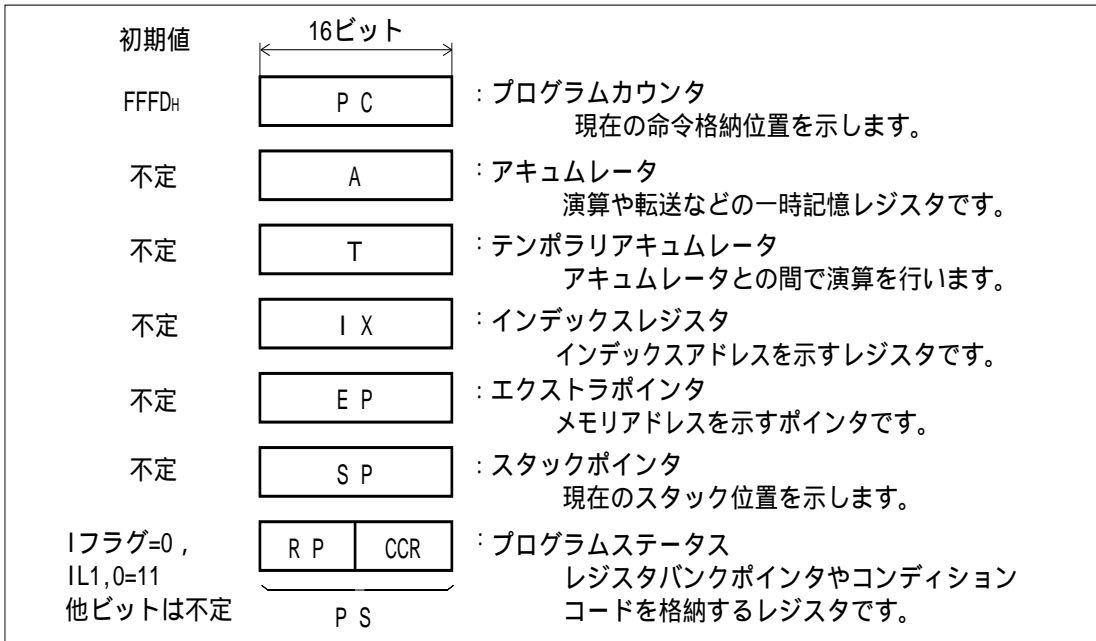 初期値 16ビット
FFFDH PC :プログラムカウンタ
現在の命令格納位置を示します。
不定 A :アキュムレータ
演算や転送などの一時記憶レジスタです。
不定 T :テンポラリアキュムレータ
アキュムレータとの間で演算を行います。
不定 IX :インデックスレジスタ
インデックスアドレスを示すレジスタです。
不定 EP :エクストラポインタ
メモリアドレスを示すポインタです。
不定 SP :スタックポインタ
現在のスタック位置を示します。
Iフラグ=0, RP CCR :プログラムステータス
IL1,0=11 レジスタバンクポインタやコンディション
他ビットは不定 PS コードを格納するレジスタです。